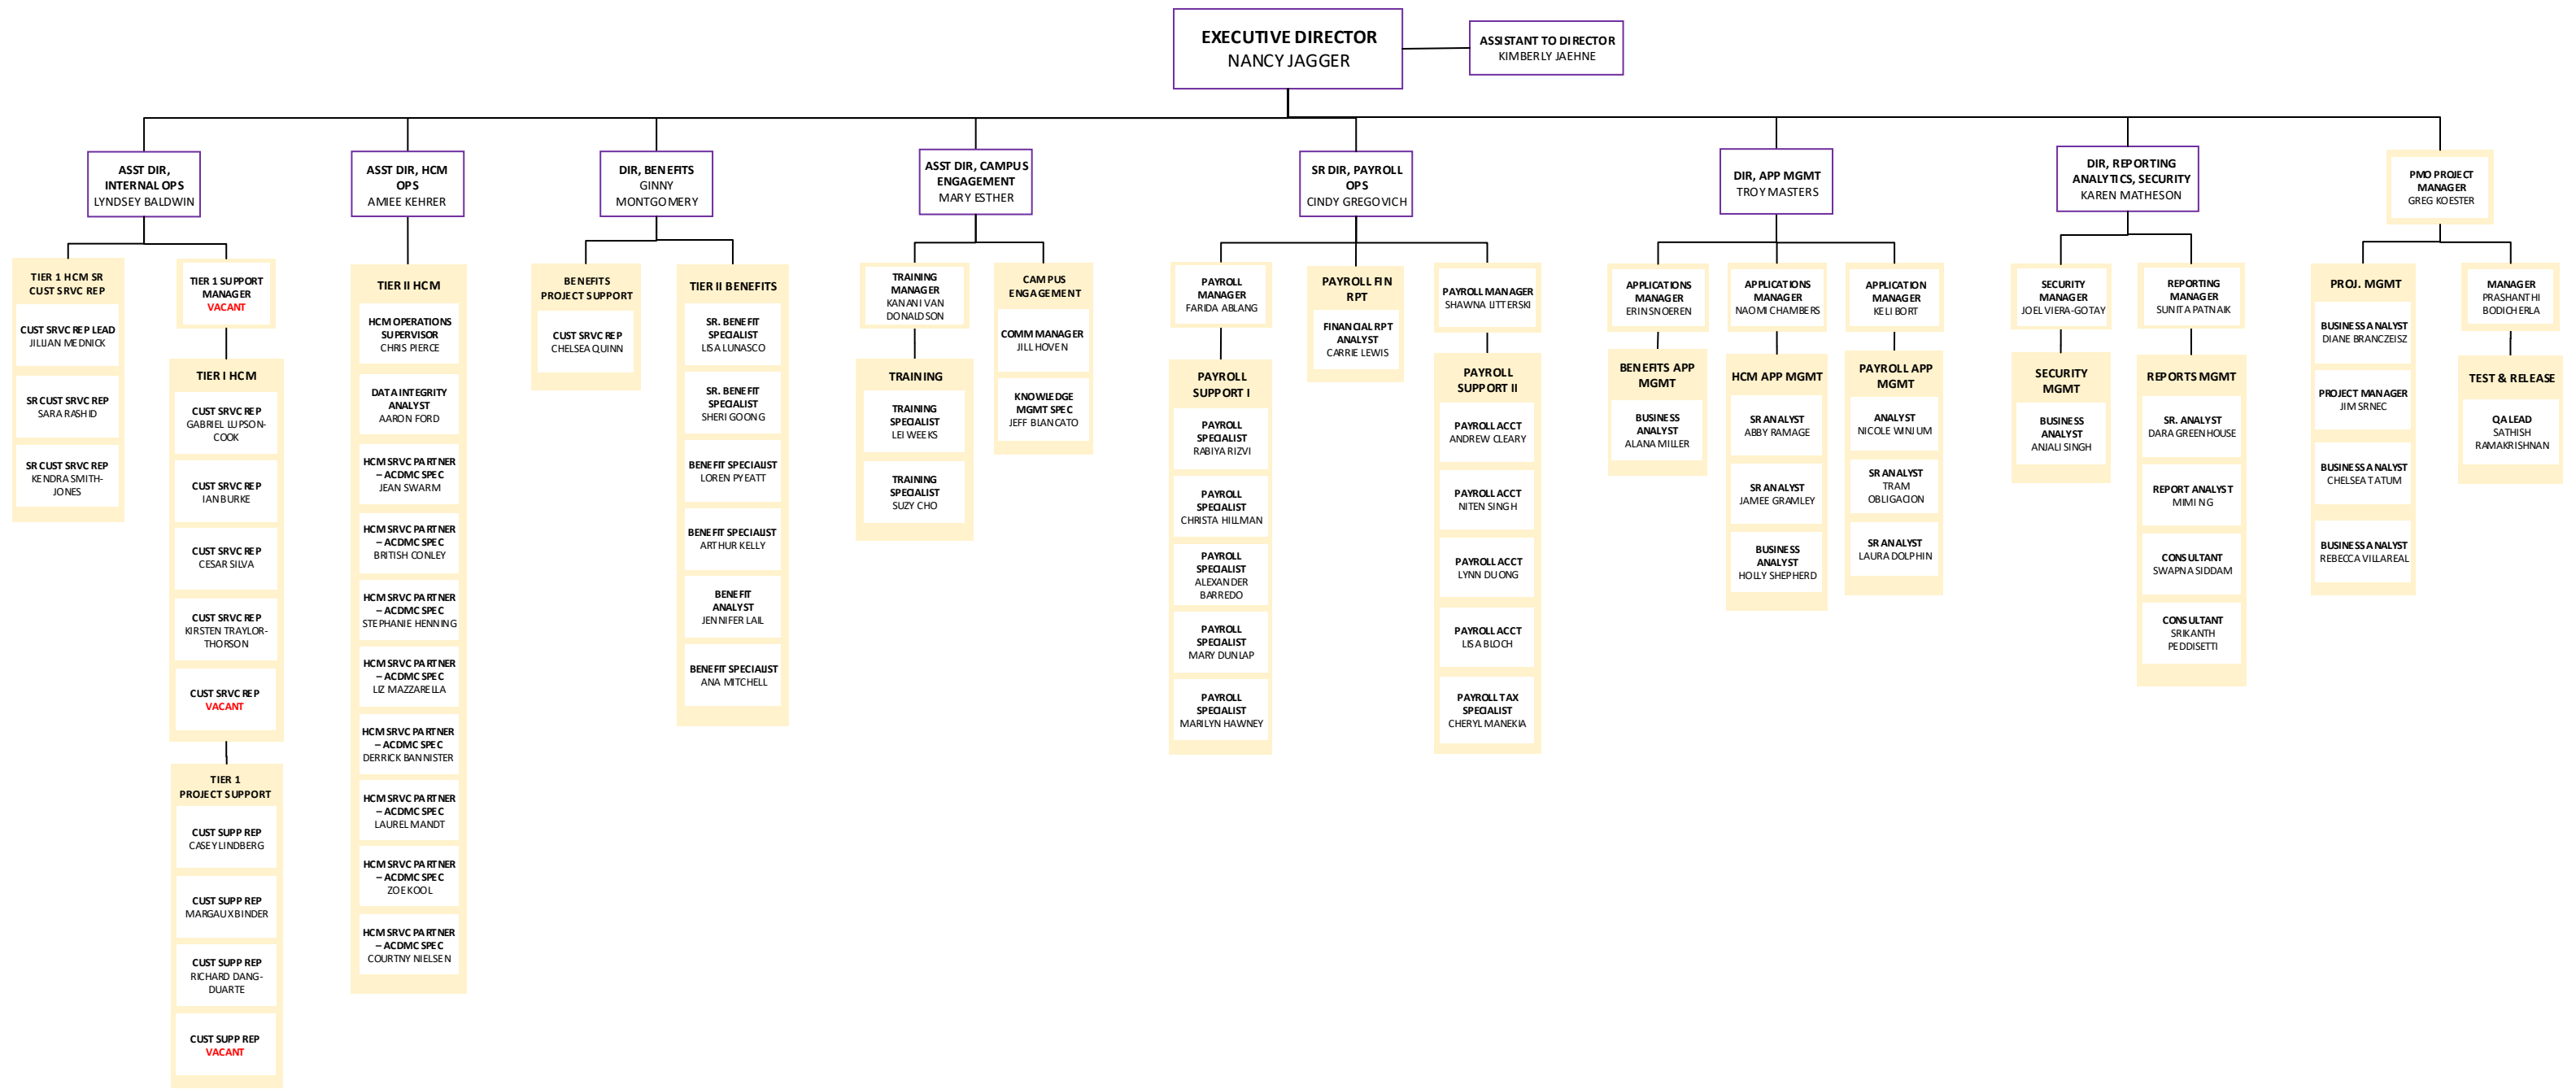 EXECUTIVE DIRECTOR
NANCY JAGGER
ASSISTANT TO DIRECTOR
KIMBERLY JAEHNE
ASST DIR,
INTERNAL OPS
LYNDSEY BALDWIN
ASST DIR, HCM
OPS
AMIEE KEHRER
DIR, BENEFITS
GINNY
MONTGOMERY
ASST DIR, CAMPUS
ENGAGEMENT
MARY ESTHER
SR DIR, PAYROLL
OPS
CINDY GREGOVICH
DIR, APP MGMT
TROY MASTERS
DIR, REPORTING
ANALYTICS, SECURITY
KAREN MATHESON
PMO PROJECT
MANAGER
GREG KOESTER
TIER 1 HCM SR
CUST SRVC REP
CUST SRVC REP LEAD
JILLIAN MEDNICK
SR CUST SRVC REP
SARA RASHID
SR CUST SRVC REP
KENDRA SMITH-
JONES
TIER 1 SUPPORT
MANAGER
VACANT
TIER I HCM
CUST SRVC REP
GABRIEL LUPSON-
COOK
CUST SRVC REP
IAN BURKE
CUST SRVC REP
CESAR SILVA
CUST SRVC REP
KIRSTEN TRAYLOR-
THORSON
CUST SRVC REP
VACANT
TIER 1
PROJECT SUPPORT
CUST SUPP REP
CASEY LINDBERG
CUST SUPP REP
MARGAUX BINDER
CUST SUPP REP
RICHARD DANG-
DUARTE
CUST SUPP REP
VACANT
TIER II HCM
HCM OPERATIONS
SUPERVISOR
CHRIS PIERCE
DATA INTEGRITY
ANALYST
AARON FORD
HCM SRVC PARTNER
– ACDMC SPEC
JEAN SWARM
HCM SRVC PARTNER
– ACDMC SPEC
BRITISH CONLEY
HCM SRVC PARTNER
– ACDMC SPEC
STEPHANIE HENNING
HCM SRVC PARTNER
– ACDMC SPEC
LIZ MAZZARELLA
HCM SRVC PARTNER
– ACDMC SPEC
DERRICK BANNISTER
HCM SRVC PARTNER
– ACDMC SPEC
LAUREL MANDT
HCM SRVC PARTNER
– ACDMC SPEC
ZOE KOOL
HCM SRVC PARTNER
– ACDMC SPEC
COURTNY NIELSEN
BENEFITS
PROJECT SUPPORT
CUST SRVC REP
CHELSEA QUINN
TIER II BENEFITS
SR. BENEFIT
SPECIALIST
LISA LUNASCO
SR. BENEFIT
SPECIALIST
SHERI GOONG
BENEFIT SPECIALIST
LOREN PYEATT
BENEFIT SPECIALIST
ARTHUR KELLY
BENEFIT
ANALYST
JENNIFER LAIL
BENEFIT SPECIALIST
ANA MITCHELL
TRAINING
MANAGER
KANANI VAN
DONALDSON
TRAINING
TRAINING
SPECIALIST
LEI WEEKS
TRAINING
SPECIALIST
SUZY CHO
CAMPUS
ENGAGEMENT
COMM MANAGER
JILL HOVEN
KNOWLEDGE
MGMT SPEC
JEFF BIANCATO
PAYROLL
MANAGER
FARIDA ABLANG
PAYROLL
SUPPORT I
PAYROLL
SPECIALIST
RABIYA RIZVI
PAYROLL
SPECIALIST
CHRISTA HILLMAN
PAYROLL
SPECIALIST
ALEXANDER
BARREDO
PAYROLL
SPECIALIST
MARY DUNLAP
PAYROLL
SPECIALIST
MARILYN HAWNEY
PAYROLL FIN
RPT
FINANCIAL RPT
ANALYST
CARRIE LEWIS
PAYROLL MANAGER
SHAWNA LITTERSKI
PAYROLL
SUPPORT II
PAYROLL ACCT
ANDREW CLEARY
PAYROLL ACCT
NITEN SINGH
PAYROLL ACCT
LYNN DUONG
PAYROLL ACCT
LISA BLOCH
PAYROLL TAX
SPECIALIST
CHERYL MANEKIA
APPLICATIONS
MANAGER
ERIN SNOEREN
BENEFITS APP
MGMT
BUSINESS
ANALYST
ALANA MILLER
APPLICATIONS
MANAGER
NAOMI CHAMBERS
HCM APP MGMT
SR ANALYST
ABBY RAMAGE
SR ANALYST
JAMEE GRAMLEY
BUSINESS
ANALYST
HOLLY SHEPHERD
APPLICATION
MANAGER
KELI BORT
PAYROLL APP
MGMT
ANALYST
NICOLE WINJUM
SR ANALYST
TRAM
OBLIGACION
SR ANALYST
LAURA DOLPHIN
SECURITY
MANAGER
JOEL VIERA-GOTAY
SECURITY
MGMT
BUSINESS
ANALYST
ANJALI SINGH
REPORTING
MANAGER
SUNITA PATNAIK
REPORTS MGMT
SR. ANALYST
DARA GREENHOUSE
REPORT ANALYST
MIMI NG
CONSULTANT
SWAPNA SIDDAM
CONSULTANT
SRIKANTH
PEDDISETTI
PROJ. MGMT
BUSINESS ANALYST
DIANE BRANCZEISZ
PROJECT MANAGER
JIM SRNEC
BUSINESS ANALYST
CHELSEA TATUM
BUSINESS ANALYST
REBECCA VILLAREAL
MANAGER
PRASHANTHI
BODICHERLA
TEST & RELEASE
QA LEAD
SATHISH
RAMAKRISHNAN